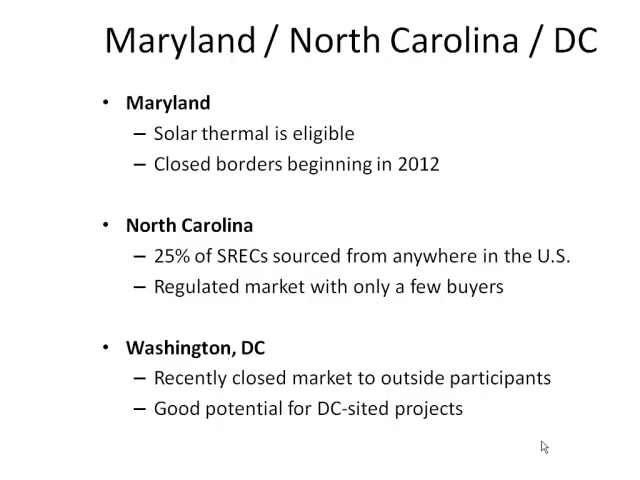 Maryland / North Carolina / DC
• Maryland
– Solar thermal is eligible
– Closed borders beginning in 2012
• North Carolina
– 25% of SRECs sourced from anywhere in the U.S.
– Regulated market with only a few buyers
• Washington, DC
– Recently closed market to outside participants
– Good potential for DC-sited projects